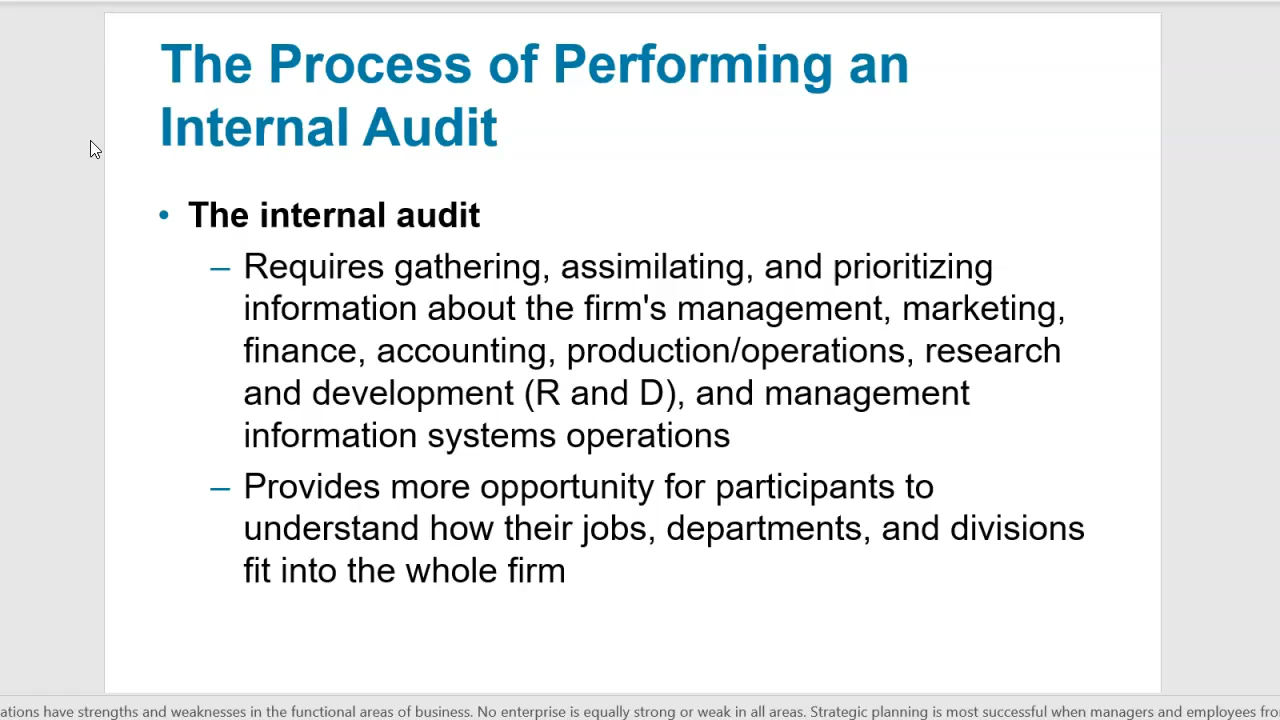 The Process of Performing an
Internal Audit
• The internal audit
– Requires gathering, assimilating, and prioritizing
information about the firm's management, marketing,
finance, accounting, production/operations, research
and development (R and D), and management
information systems operations
– Provides more opportunity for participants to
understand how their jobs, departments, and divisions
fit into the whole firm
ations have strengths and weaknesses in the functional areas of business. No enterprise is equally strong or weak in all areas. Strategic planning is most successful when managers and employees fro